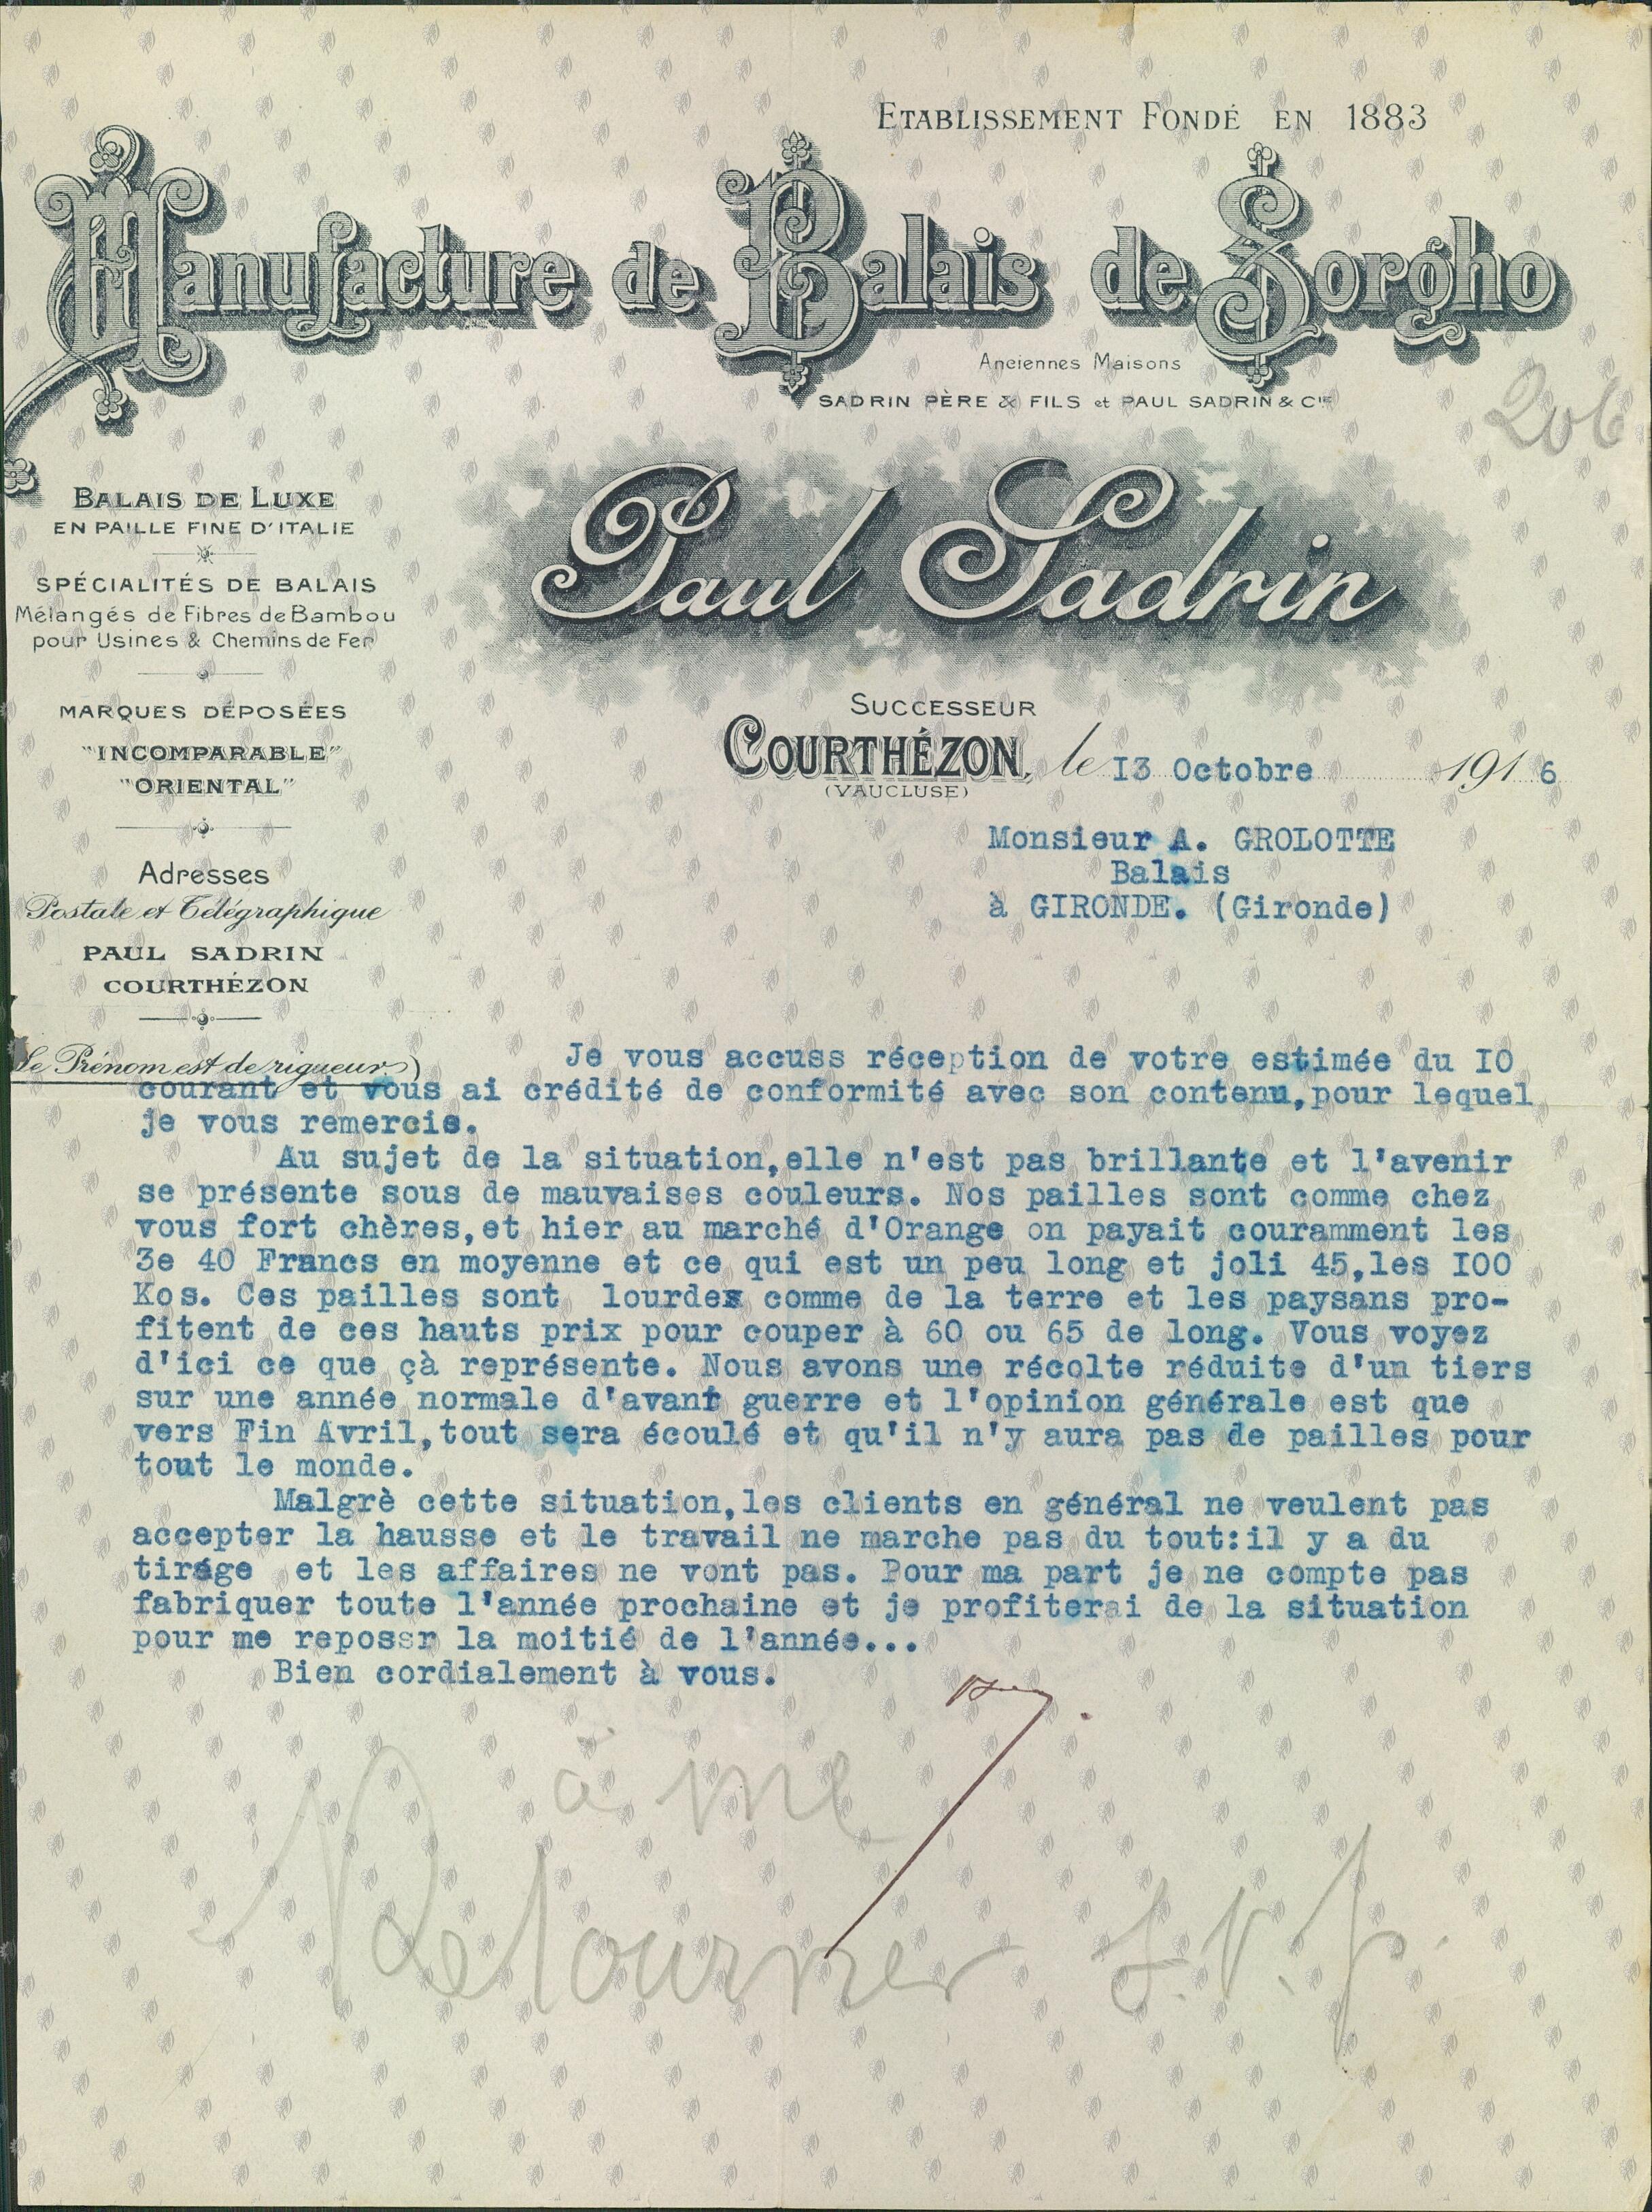 ETABLISSEMENT FONDÉ EN 1883
Manufacture de Balais de Sorgho
Anciennes Maisons
SADRIN PÈRE & FILS et PAUL SADRIN & Cie
206
Paul Sadrin
SUCCESSEUR
BALAIS DE LUXE
EN PAILLE FINE D'ITALIE
SPÉCIALITÉS DE BALAIS
Mélangés de Fibres de Bambou
pour Usines & Chemins de Fer
MARQUES DÉPOSÉES
"INCOMPARABLE"
"ORIENTAL"
Adresses
Postale et Télégraphique
PAUL SADRIN
COURTHÉZON
(Le Prénom est de rigueur)
COURTHÉZON, le 13 Octobre 1916
(VAUCLUSE)
Monsieur A. GROLOTTE
Balais
à GIRONDE. (Gironde)
Je vous accuss réception de votre estimée du IO
courant et vous ai crédité de conformité avec son contenu,pour lequel
je vous remercie.
Au sujet de la situation,elle n'est pas brillante et l'avenir
se présente sous de mauvaises couleurs. Nos pailles sont comme chez
vous fort chères,et hier au marché d'Orange on payait couramment les
3e 40 Francs en moyenne et ce qui est un peu long et joli 45,les IOO
Kos. Ces pailles sont lourdes comme de la terre et les paysans pro-
fitent de ces hauts prix pour couper à 60 ou 65 de long. Vous voyez
d'ici ce que çà représente. Nous avons une récolte réduite d'un tiers
sur une année normale d'avant guerre et l'opinion générale est que
vers Fin Avril,tout sera écoulé et qu'il n'y aura pas de pailles pour
tout le monde.
Malgrè cette situation,les clients en général ne veulent pas
accepter la hausse et le travail ne marche pas du tout:il y a du
tirage et les affaires ne vont pas. Pour ma part je ne compte pas
fabriquer toute l'année prochaine et je profiterai de la situation
pour me repossr la moitié de l'année...
Bien cordialement à vous.
à me
Retourner S.V.p.